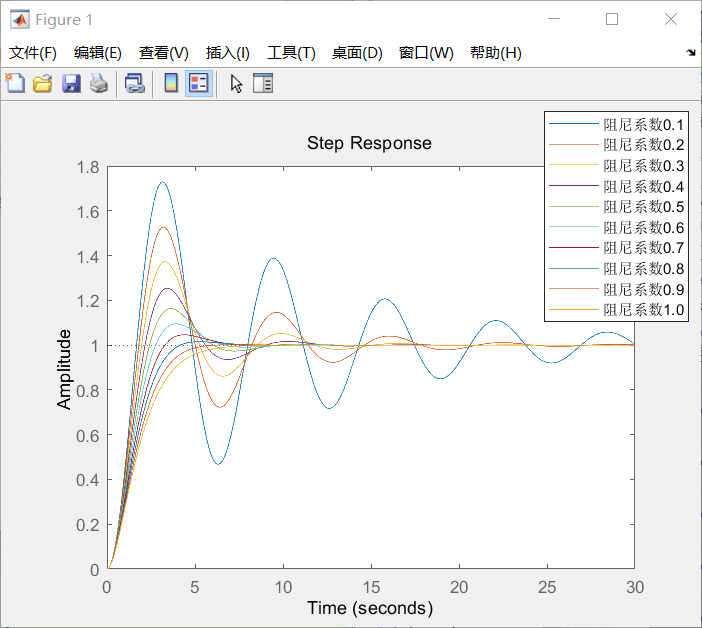 Figure 1
文件(F) 编辑(E) 查看(V) 插入(I) 工具(T) 桌面(D) 窗口(W) 帮助(H)
Step Response
阻尼系数0.1
阻尼系数0.2
阻尼系数0.3
阻尼系数0.4
阻尼系数0.5
阻尼系数0.6
阻尼系数0.7
阻尼系数0.8
阻尼系数0.9
阻尼系数1.0
Amplitude
1.8
1.6
1.4
1.2
1
0.8
0.6
0.4
0.2
0
0 5 10 15 20 25 30
Time (seconds)